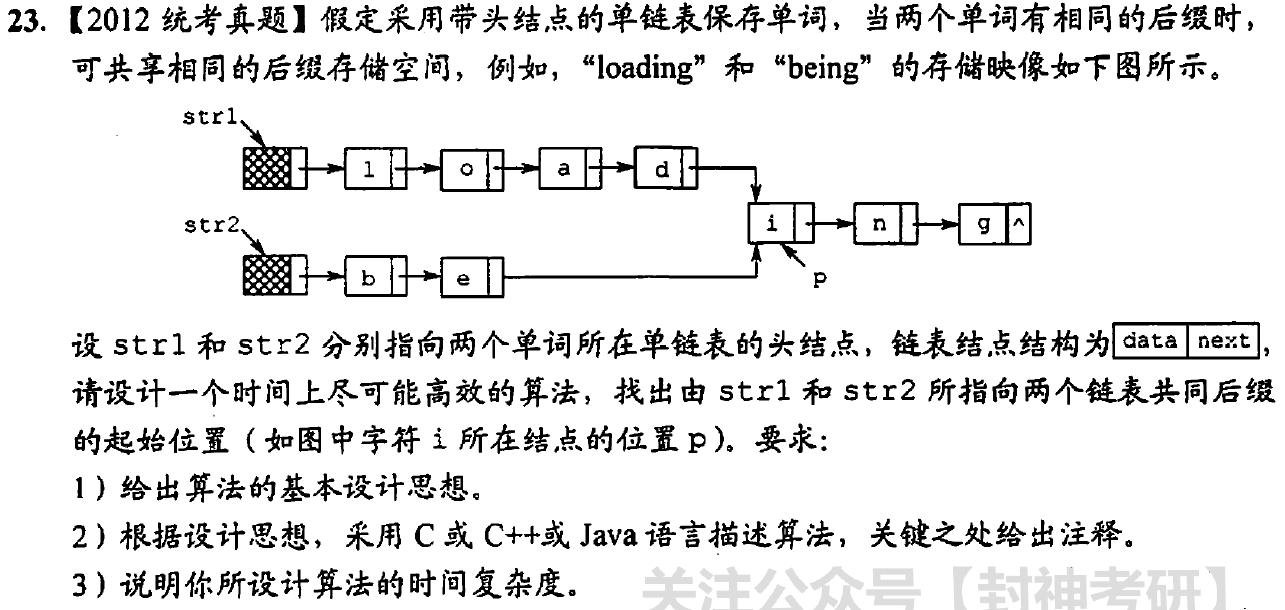 23. 【2012 统考真题】假定采用带头结点的单链表保存单词，当两个单词有相同的后缀时，
可共享相同的后缀存储空间，例如，“loading”和“being”的存储映像如下图所示。
str1
l o a d
i n g ^
str2
b e
p
设 str1 和 str2 分别指向两个单词所在单链表的头结点，链表结点结构为 data next ，
请设计一个时间上尽可能高效的算法，找出由 str1 和 str2 所指向两个链表共同后缀
的起始位置（如图中字符 i 所在结点的位置 p）。要求：
1）给出算法的基本设计思想。
2）根据设计思想，采用 C 或 C++或 Java 语言描述算法，关键之处给出注释。
3）说明你所设计算法的时间复杂度。
关注公众号【封神考研】